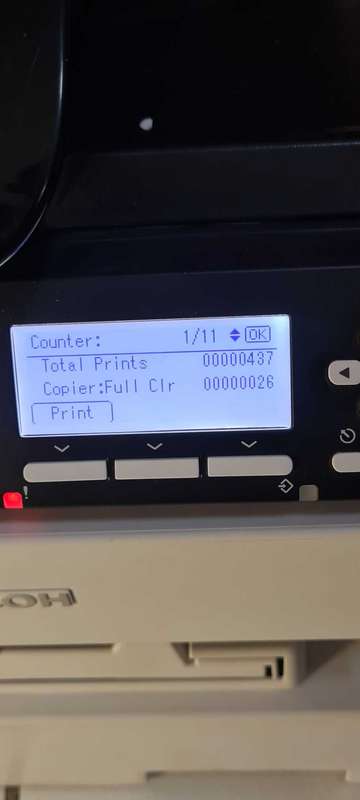 Counter: 1/11 OK
Total Prints 00000437
Copier:Full Clr 00000026
Print